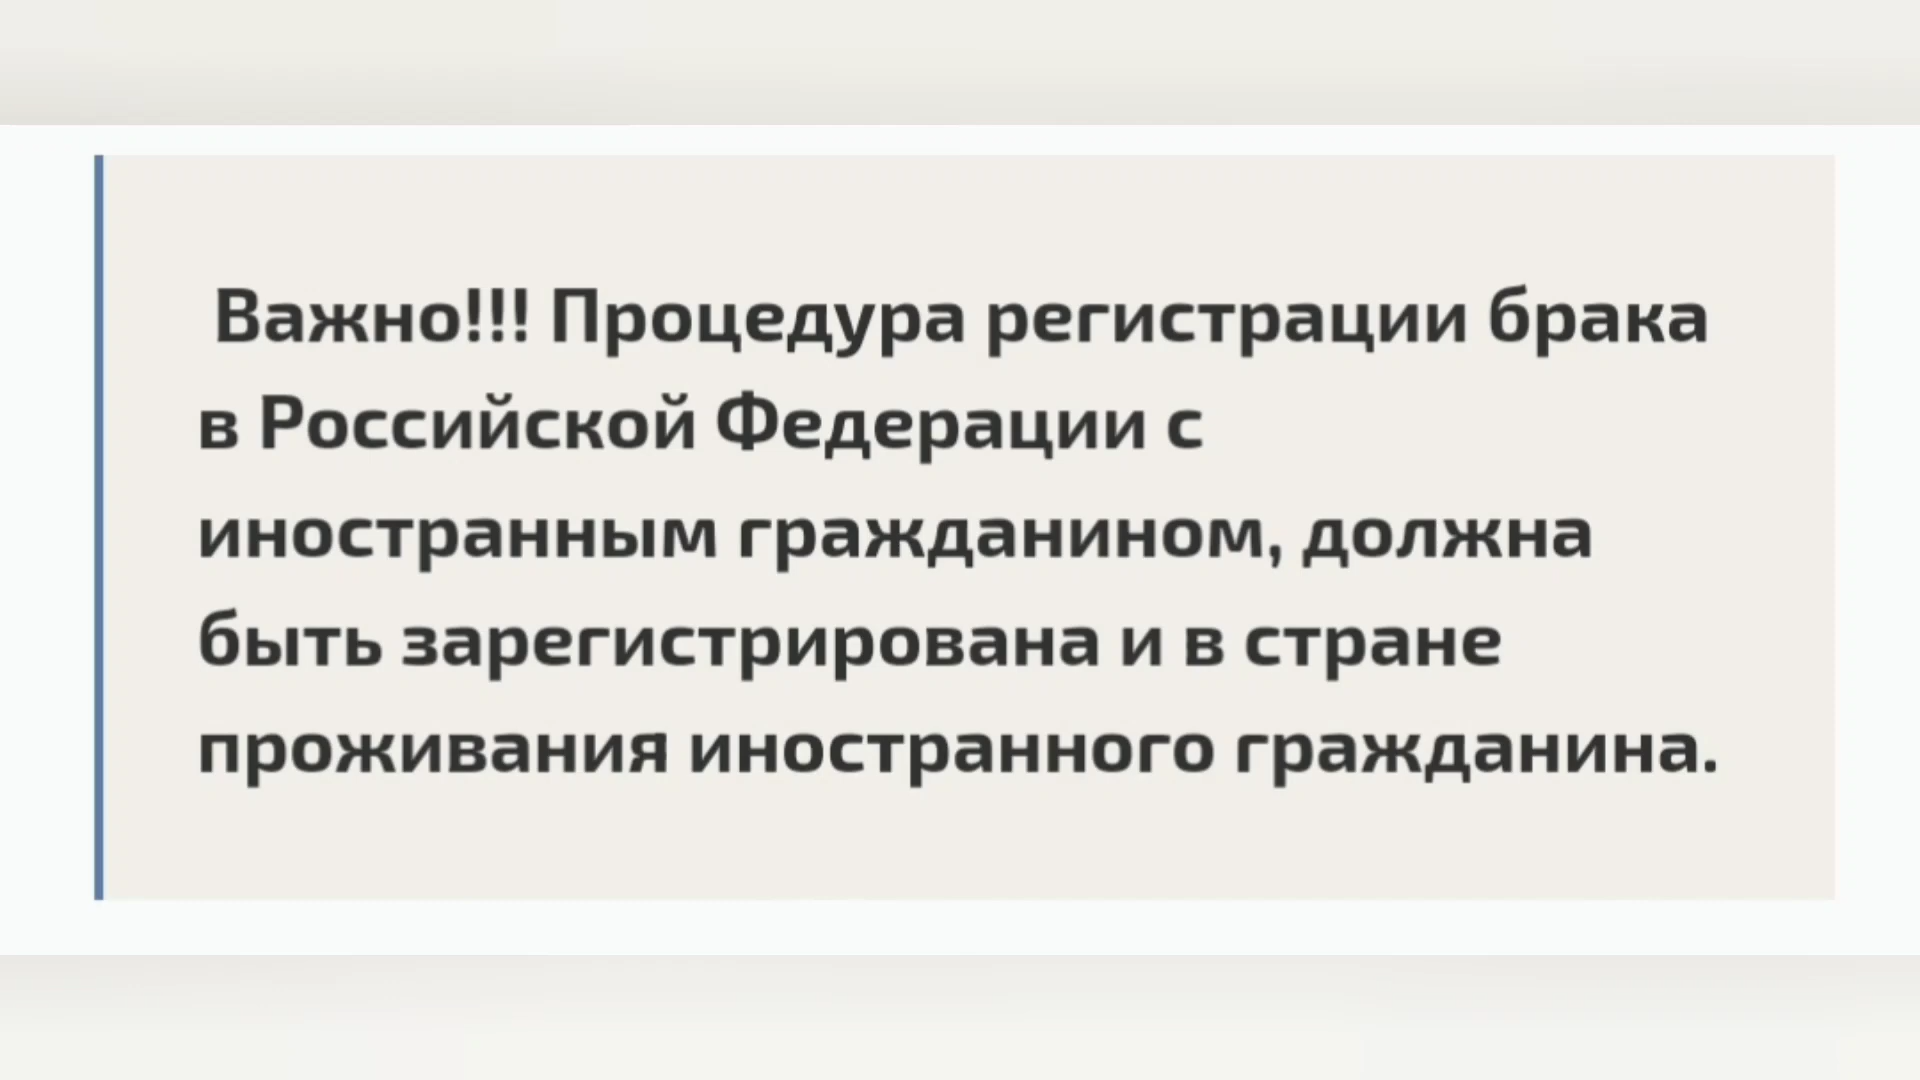 Важно!!! Процедура регистрации брака
в Российской Федерации с
иностранным гражданином, должна
быть зарегистрирована и в стране
проживания иностранного гражданина.